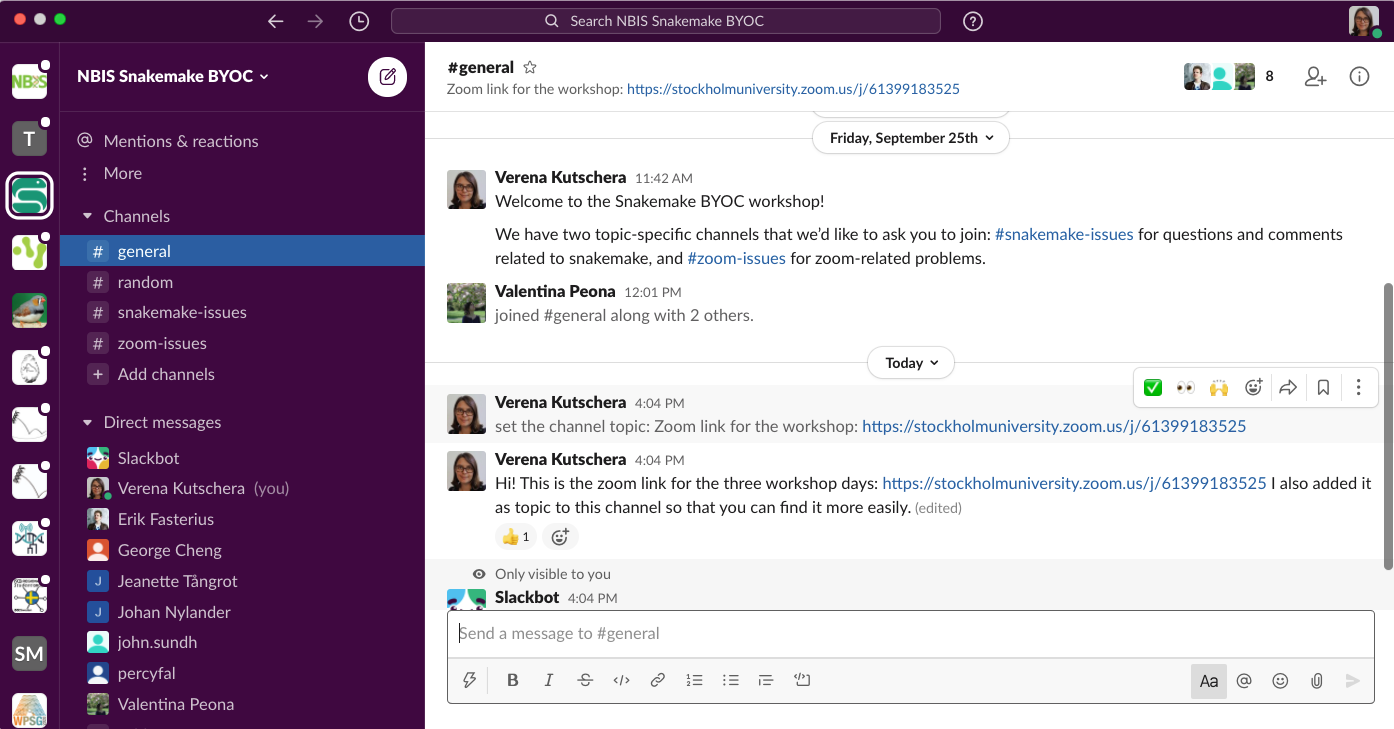 Search NBIS Snakemake BYOC
NBIS
T
SM
WPSG
NBIS Snakemake BYOC
Mentions & reactions
More
Channels
# general
# random
# snakemake-issues
# zoom-issues
+ Add channels
Direct messages
Slackbot
Verena Kutschera (you)
Erik Fasterius
George Cheng
J Jeanette Tångrot
J Johan Nylander
john.sundh
percyfal
Valentina Peona
#general
8
Zoom link for the workshop: https://stockholmuniversity.zoom.us/j/61399183525
Friday, September 25th
Verena Kutschera 11:42 AM
Welcome to the Snakemake BYOC workshop!
We have two topic-specific channels that we’d like to ask you to join: #snakemake-issues for questions and comments
related to snakemake, and #zoom-issues for zoom-related problems.
Valentina Peona 12:01 PM
joined #general along with 2 others.
Today
Verena Kutschera 4:04 PM
set the channel topic: Zoom link for the workshop: https://stockholmuniversity.zoom.us/j/61399183525
Verena Kutschera 4:04 PM
Hi! This is the zoom link for the three workshop days: https://stockholmuniversity.zoom.us/j/61399183525 I also added it
as topic to this channel so that you can find it more easily. (edited)
👍 1
Only visible to you
Slackbot 4:04 PM
Send a message to #general
B I S </> Aa @